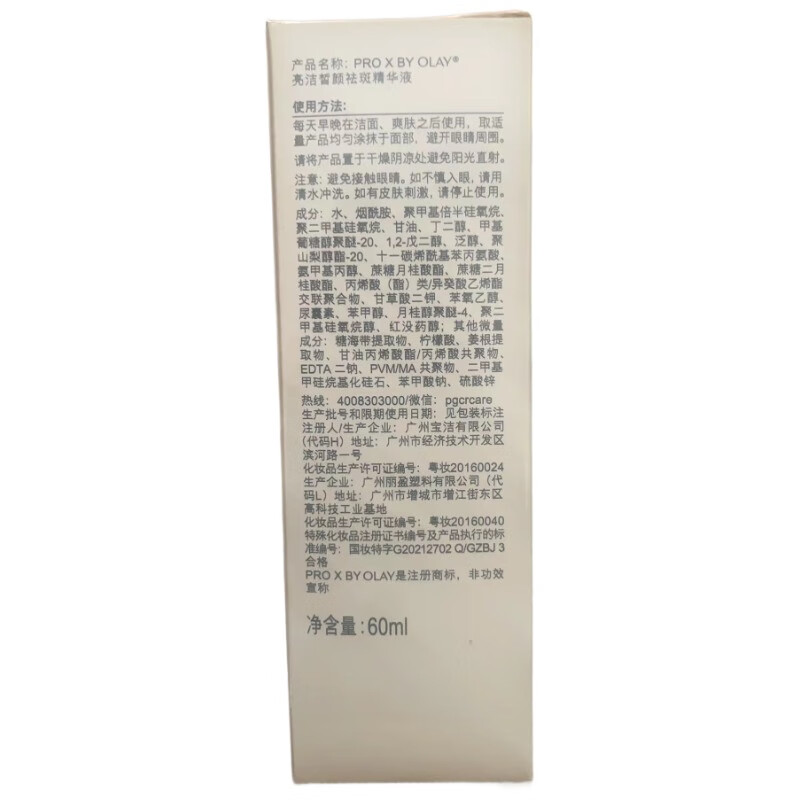 产品名称：PRO X BY OLAY®
亮洁皙颜祛斑精华液
使用方法：
每天早晚在洁面、爽肤之后使用，取适
量产品均匀涂抹于面部，避开眼睛周围。
请将产品置于干燥阴凉处避免阳光直射。
注意：避免接触眼睛。如不慎入眼，请用
清水冲洗。如有皮肤刺激，请停止使用。
成分：水、烟酰胺、聚甲基倍半硅氧烷、
聚二甲基硅氧烷、甘油、丁二醇、甲基
葡糖醇聚醚-20、1,2-戊二醇、泛醇、聚
山梨醇酯-20、十一碳烯酰基苯丙氨酸、
氨甲基丙醇、蔗糖月桂酸酯、蔗糖二月
桂酸酯、丙烯酸（酯）类/异癸酸乙烯酯
交联聚合物、甘草酸二钾、苯氧乙醇、
尿囊素、苯甲醇、月桂醇聚醚-4、聚二
甲基硅氧烷醇、红没药醇；其他微量
成分：糖海带提取物、柠檬酸、姜根提
取物、甘油丙烯酸酯/丙烯酸共聚物、
EDTA 二钠、PVM/MA 共聚物、二甲基
甲硅烷基化硅石、苯甲酸钠、硫酸锌
热线：4008303000/微信：pgcrcare
生产批号和限期使用日期：见包装标注
注册人/生产企业：广州宝洁有限公司
(代码H) 地址：广州市经济技术开发区
滨河路一号
化妆品生产许可证编号：粤妆20160024
生产企业：广州丽盈塑料有限公司（代
码L）地址：广州市增城市增江街东区
高科技工业基地
化妆品生产许可证编号：粤妆20160040
特殊化妆品注册证书编号及产品执行的标
准编号：国妆特字G20212702 Q/GZBJ 3
合格
PRO X BY OLAY是注册商标，非功效
宣称
净含量:60ml